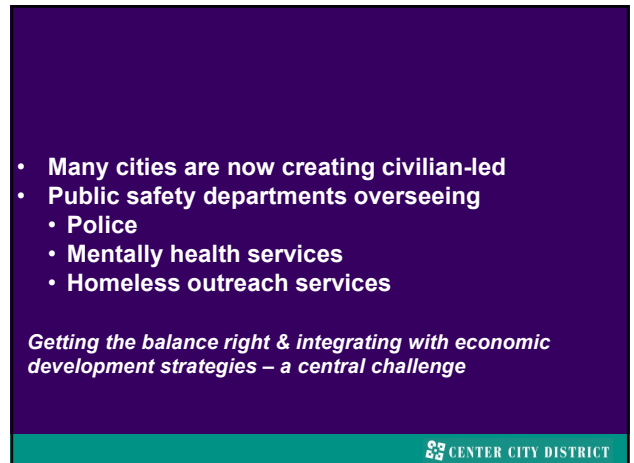 • Many cities are now creating civilian-led
• Public safety departments overseeing
• Police
• Mentally health services
• Homeless outreach services
Getting the balance right & integrating with economic
development strategies – a central challenge
CENTER CITY DISTRICT